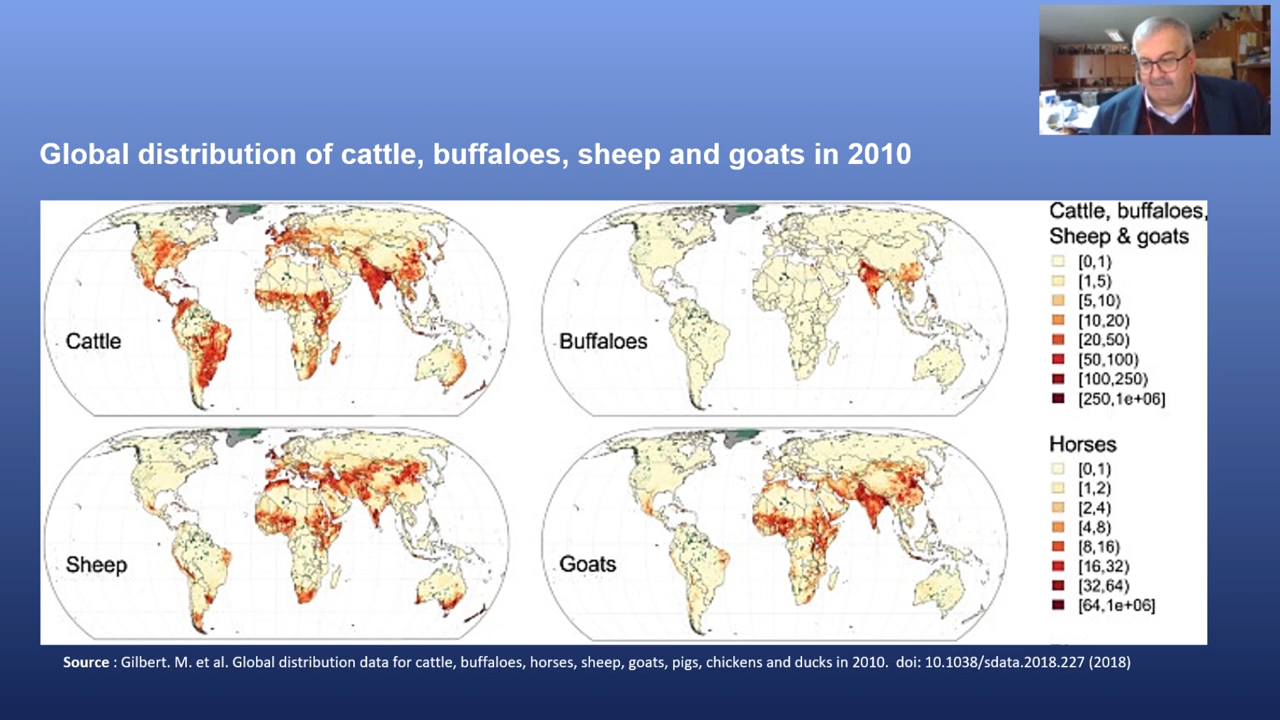 Global distribution of cattle, buffaloes, sheep and goats in 2010
Cattle
Buffaloes
Sheep
Goats
Cattle, buffaloes,
Sheep & goats
[0,1)
[1,5)
[5,10)
[10,20)
[20,50)
[50,100)
[100,250)
[250,1e+06]
Horses
[0,1)
[1,2)
[2,4)
[4,8)
[8,16)
[16,32)
[32,64)
[64,1e+06]
Source : Gilbert. M. et al. Global distribution data for cattle, buffaloes, horses, sheep, goats, pigs, chickens and ducks in 2010. doi: 10.1038/sdata.2018.227 (2018)